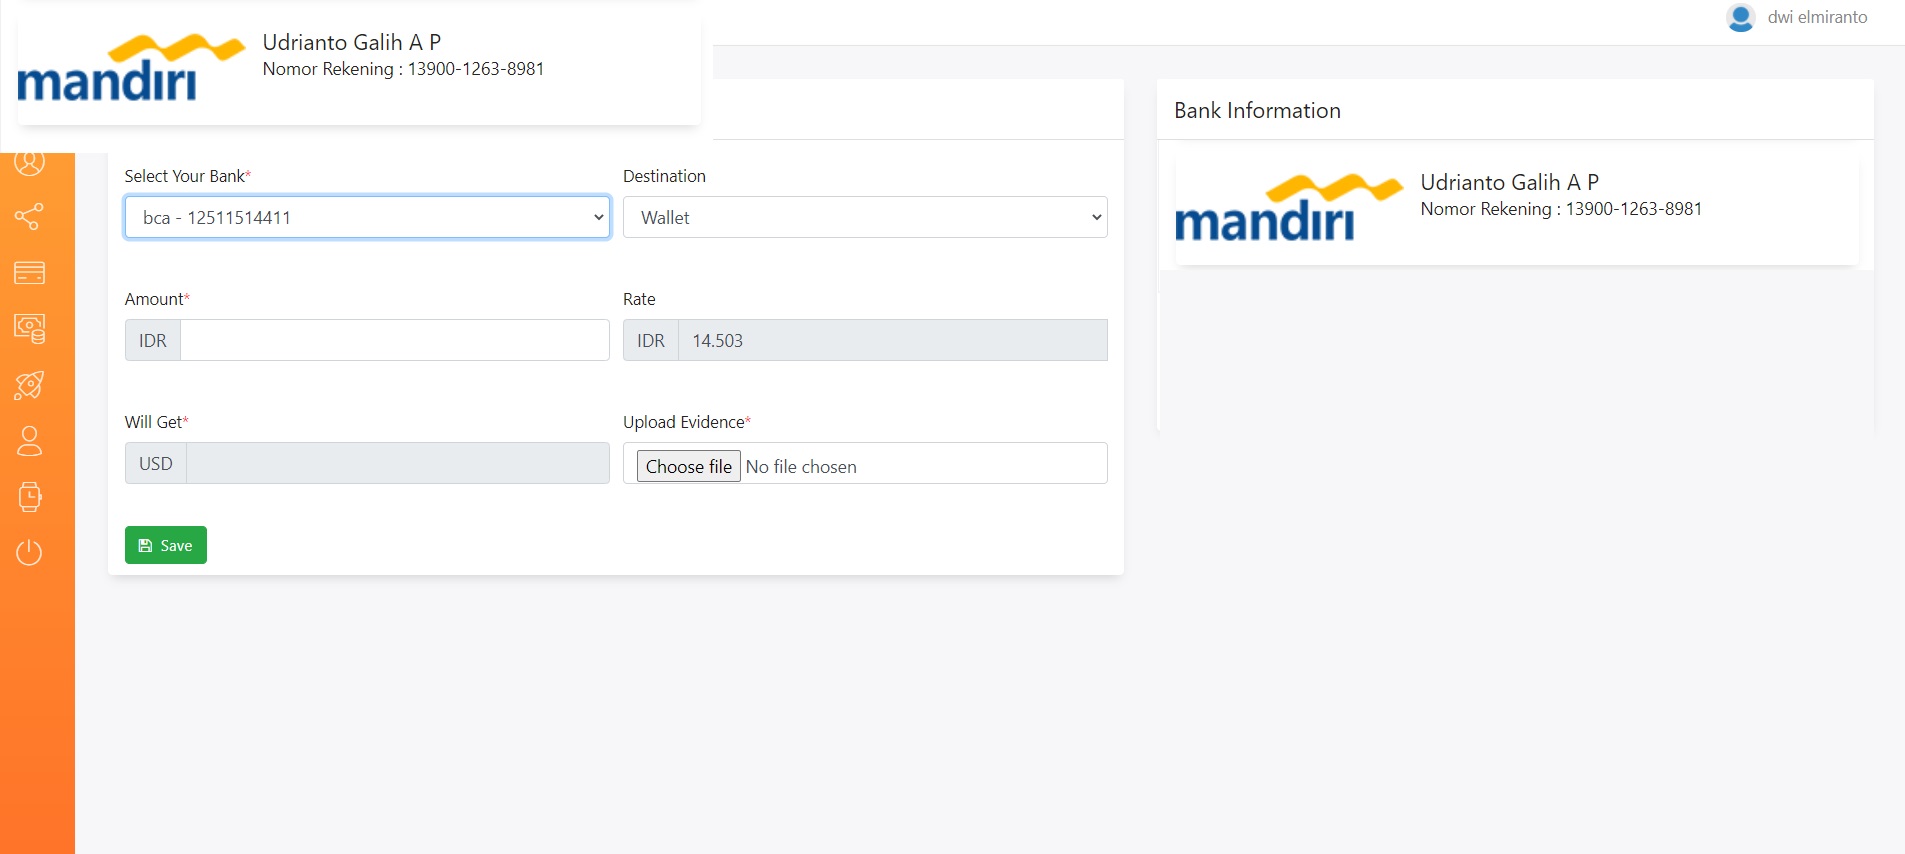 dwi elmiranto
mandırı
Udrianto Galih A P
Nomor Rekening : 13900-1263-8981
Select Your Bank*
bca - 12511514411
Destination
Wallet
Amount*
IDR
Rate
IDR 14.503
Will Get*
USD
Upload Evidence*
Choose file No file chosen
Save
Bank Information
mandırı
Udrianto Galih A P
Nomor Rekening : 13900-1263-8981